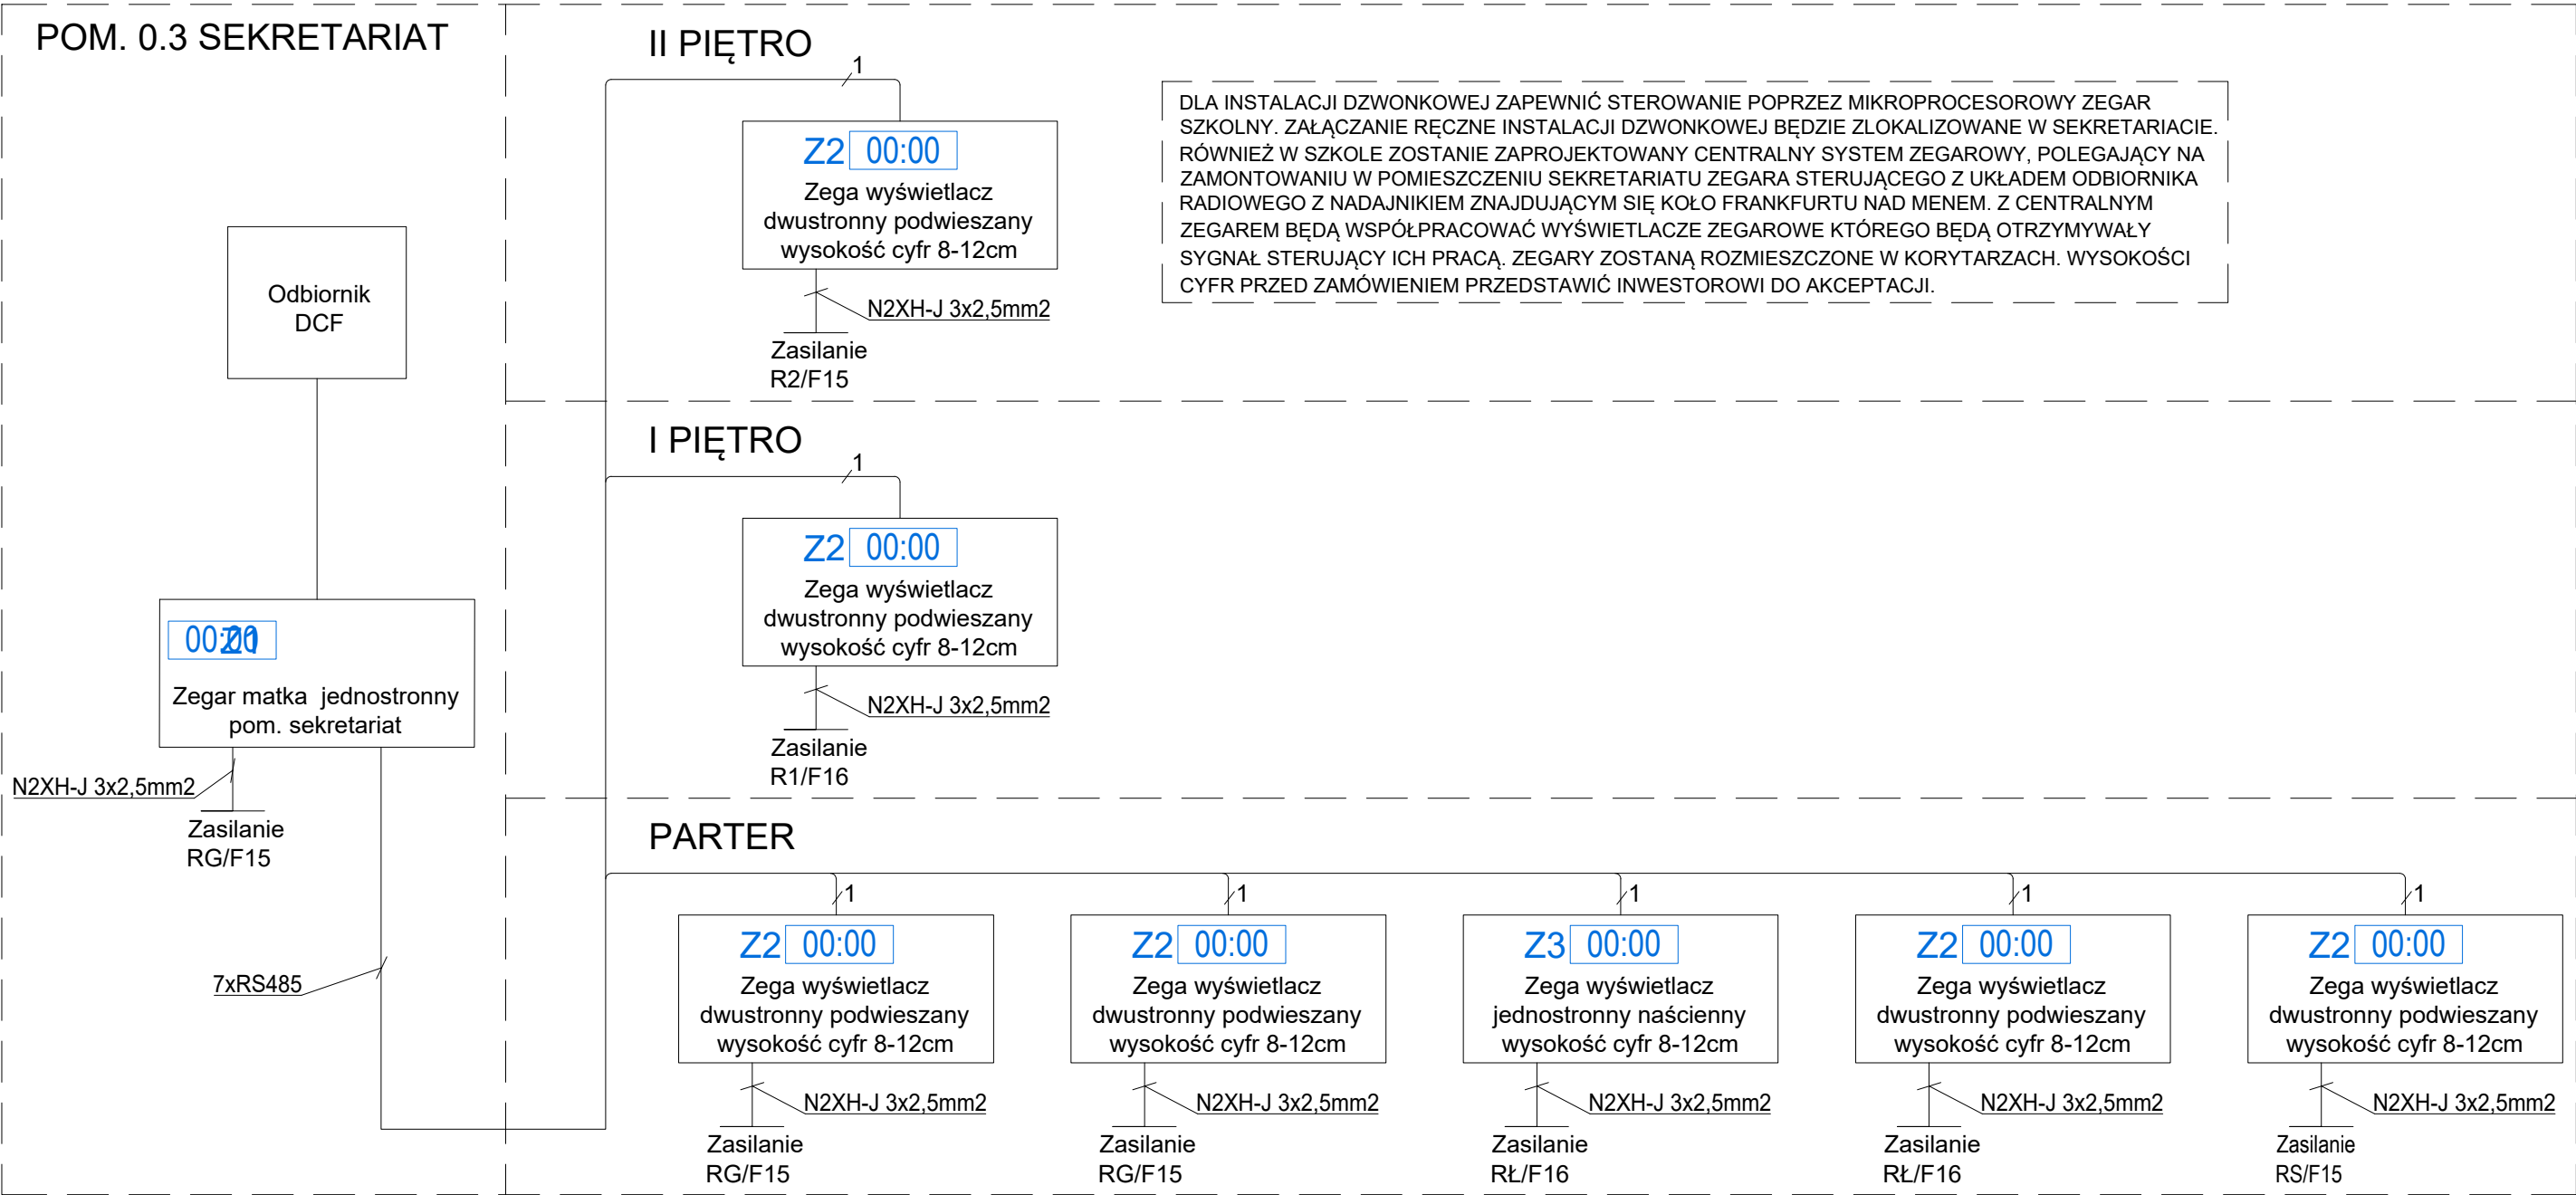 POM. 0.3 SEKRETARIAT
Odbiornik
DCF
00:00
Z1
Zegar matka jednostronny
pom. sekretariat
N2XH-J 3x2,5mm2
Zasilanie
RG/F15
7xRS485
II PIĘTRO
1
Z2 00:00
Zega wyświetlacz
dwustronny podwieszany
wysokość cyfr 8-12cm
N2XH-J 3x2,5mm2
Zasilanie
R2/F15
DLA INSTALACJI DZWONKOWEJ ZAPEWNIĆ STEROWANIE POPRZEZ MIKROPROCESOROWY ZEGAR
SZKOLNY. ZAŁĄCZANIE RĘCZNE INSTALACJI DZWONKOWEJ BĘDZIE ZLOKALIZOWANE W SEKRETARIACIE.
RÓWNIEŻ W SZKOLE ZOSTANIE ZAPROJEKTOWANY CENTRALNY SYSTEM ZEGAROWY, POLEGAJĄCY NA
ZAMONTOWANIU W POMIESZCZENIU SEKRETARIATU ZEGARA STERUJĄCEGO Z UKŁADEM ODBIORNIKA
RADIOWEGO Z NADAJNIKIEM ZNAJDUJĄCYM SIĘ KOŁO FRANKFURTU NAD MENEM. Z CENTRALNYM
ZEGAREM BĘDĄ WSPÓŁPRACOWAĆ WYŚWIETLACZE ZEGAROWE KTÓREGO BĘDĄ OTRZYMYWAŁY
SYGNAŁ STERUJĄCY ICH PRACĄ. ZEGARY ZOSTANĄ ROZMIESZCZONE W KORYTARZACH. WYSOKOŚCI
CYFR PRZED ZAMÓWIENIEM PRZEDSTAWIĆ INWESTOROWI DO AKCEPTACJI.
I PIĘTRO
1
Z2 00:00
Zega wyświetlacz
dwustronny podwieszany
wysokość cyfr 8-12cm
N2XH-J 3x2,5mm2
Zasilanie
R1/F16
PARTER
1
Z2 00:00
Zega wyświetlacz
dwustronny podwieszany
wysokość cyfr 8-12cm
N2XH-J 3x2,5mm2
Zasilanie
RG/F15
1
Z2 00:00
Zega wyświetlacz
dwustronny podwieszany
wysokość cyfr 8-12cm
N2XH-J 3x2,5mm2
Zasilanie
RG/F15
1
Z3 00:00
Zega wyświetlacz
jednostronny naścienny
wysokość cyfr 8-12cm
N2XH-J 3x2,5mm2
Zasilanie
RŁ/F16
1
Z2 00:00
Zega wyświetlacz
dwustronny podwieszany
wysokość cyfr 8-12cm
N2XH-J 3x2,5mm2
Zasilanie
RŁ/F16
1
Z2 00:00
Zega wyświetlacz
dwustronny podwieszany
wysokość cyfr 8-12cm
N2XH-J 3x2,5mm2
Zasilanie
RS/F15